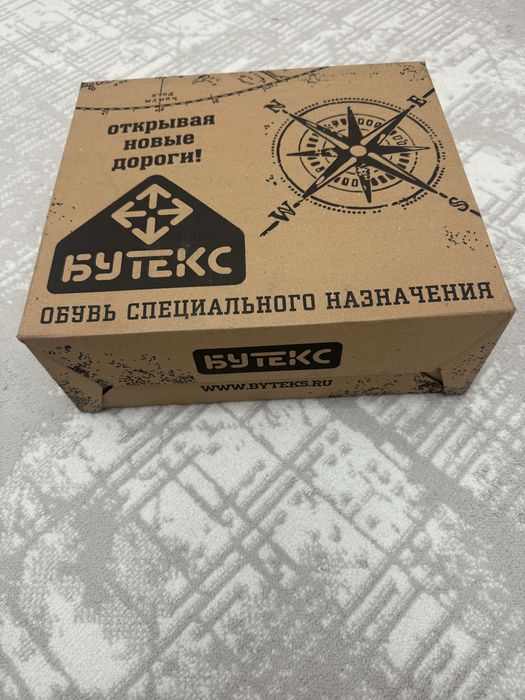 открывая
новые
дороги!
N
E
W
S
БУТЕКС
ОБУВЬ СПЕЦИАЛЬНОГО НАЗНАЧЕНИЯ
БУТЕКС
WWW.BYTEKS.RU